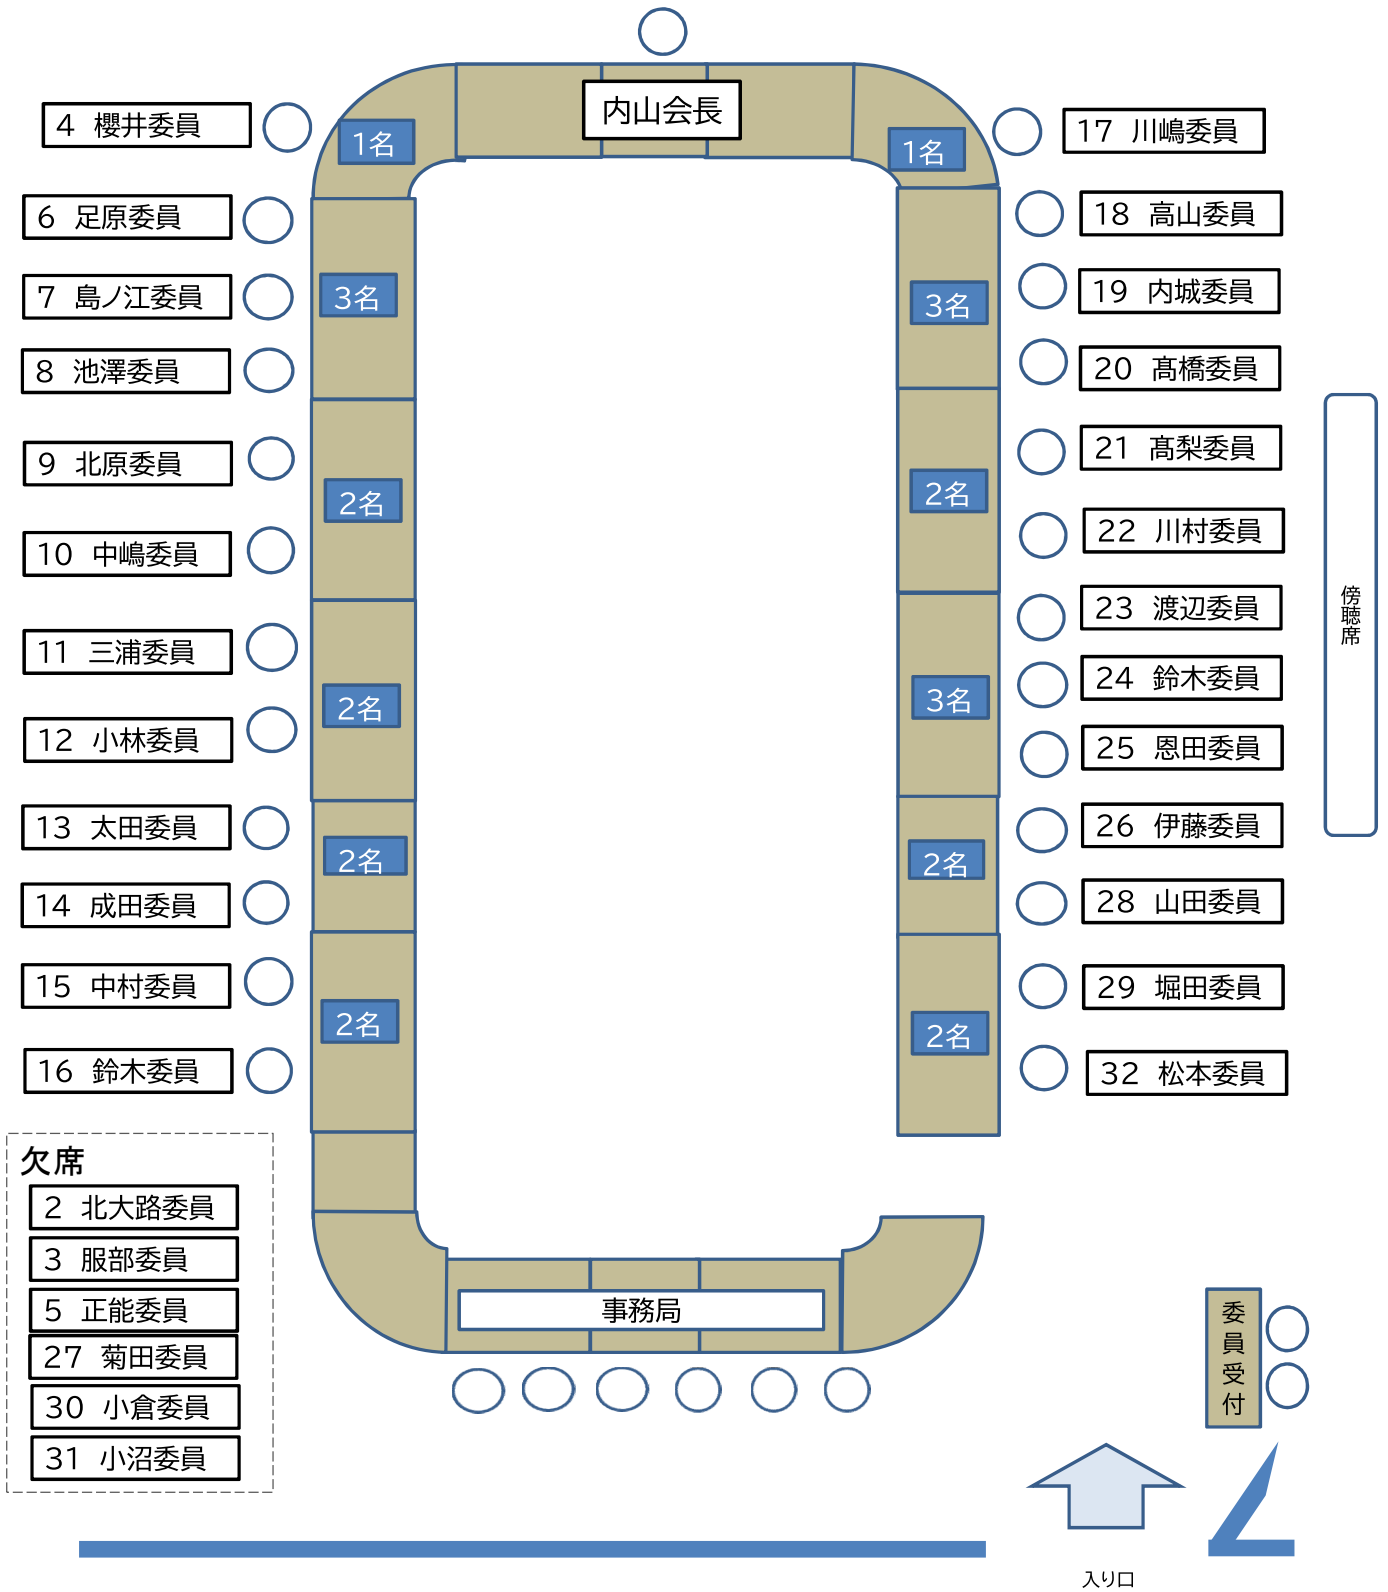 内山会長
4 櫻井委員
6 足原委員
7 島ノ江委員
8 池澤委員
9 北原委員
10 中嶋委員
11 三浦委員
12 小林委員
13 太田委員
14 成田委員
15 中村委員
16 鈴木委員
1名
3名
2名
2名
2名
2名
1名
3名
2名
3名
2名
2名
17 川嶋委員
18 高山委員
19 内城委員
20 髙橋委員
21 髙梨委員
22 川村委員
23 渡辺委員
24 鈴木委員
25 恩田委員
26 伊藤委員
28 山田委員
29 堀田委員
32 松本委員
傍聴席
欠席
2 北大路委員
3 服部委員
5 正能委員
27 菊田委員
30 小倉委員
31 小沼委員
事務局
委員受付
入り口